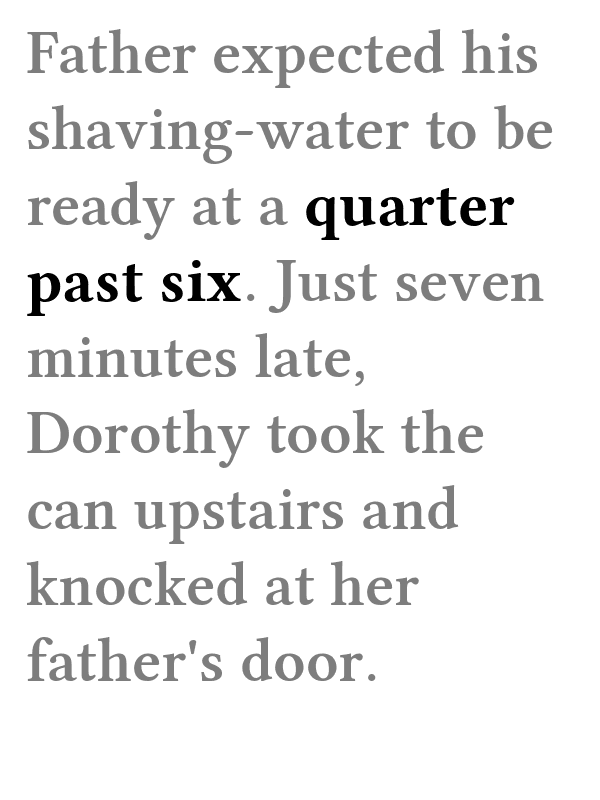 Father expected his
shaving-water to be
ready at a quarter
past six. Just seven
minutes late,
Dorothy took the
can upstairs and
knocked at her
father's door.